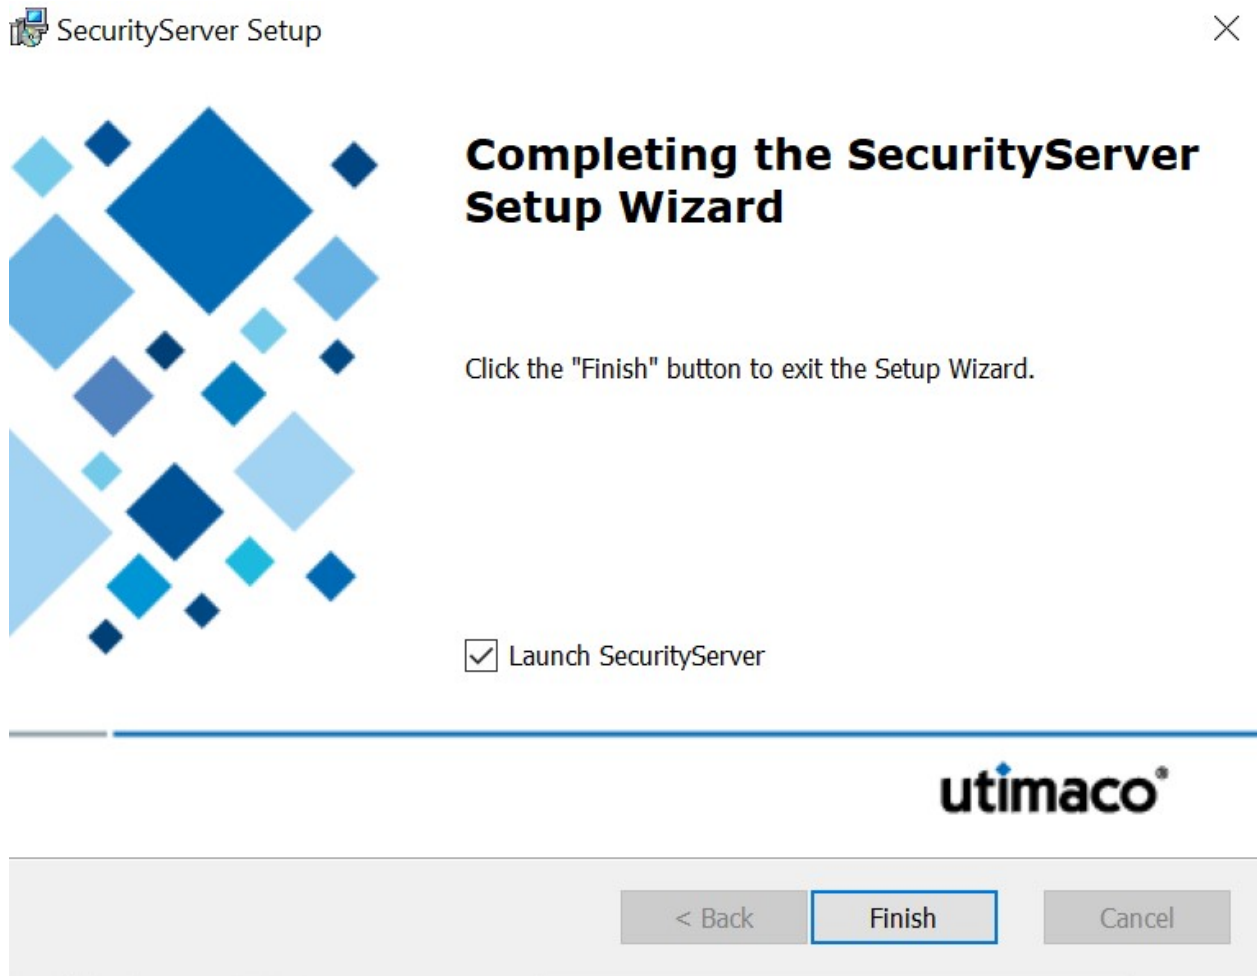 SecurityServer Setup
Completing the SecurityServer
Setup Wizard
Click the "Finish" button to exit the Setup Wizard.
Launch SecurityServer
utimaco®
< Back
Finish
Cancel